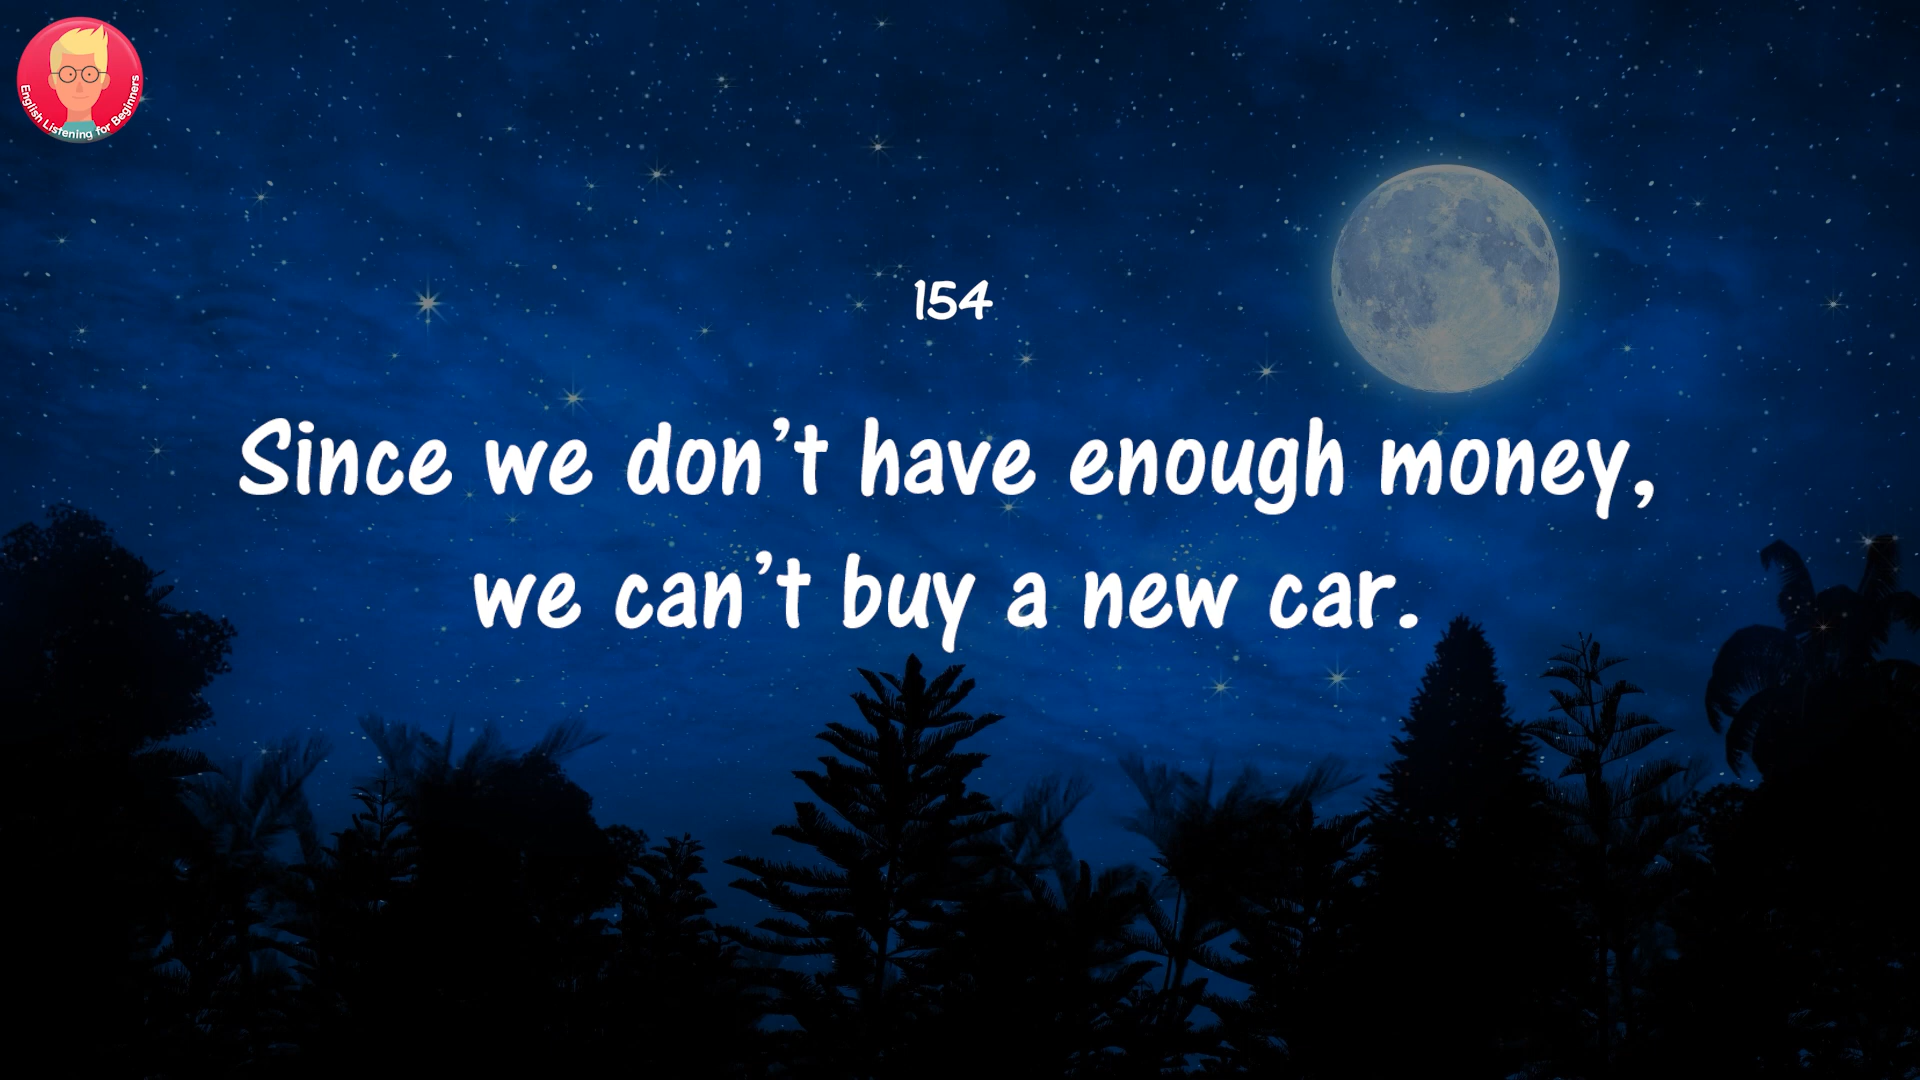 English Listening for Beginners
154
Since we don't have enough money,
we can't buy a new car.